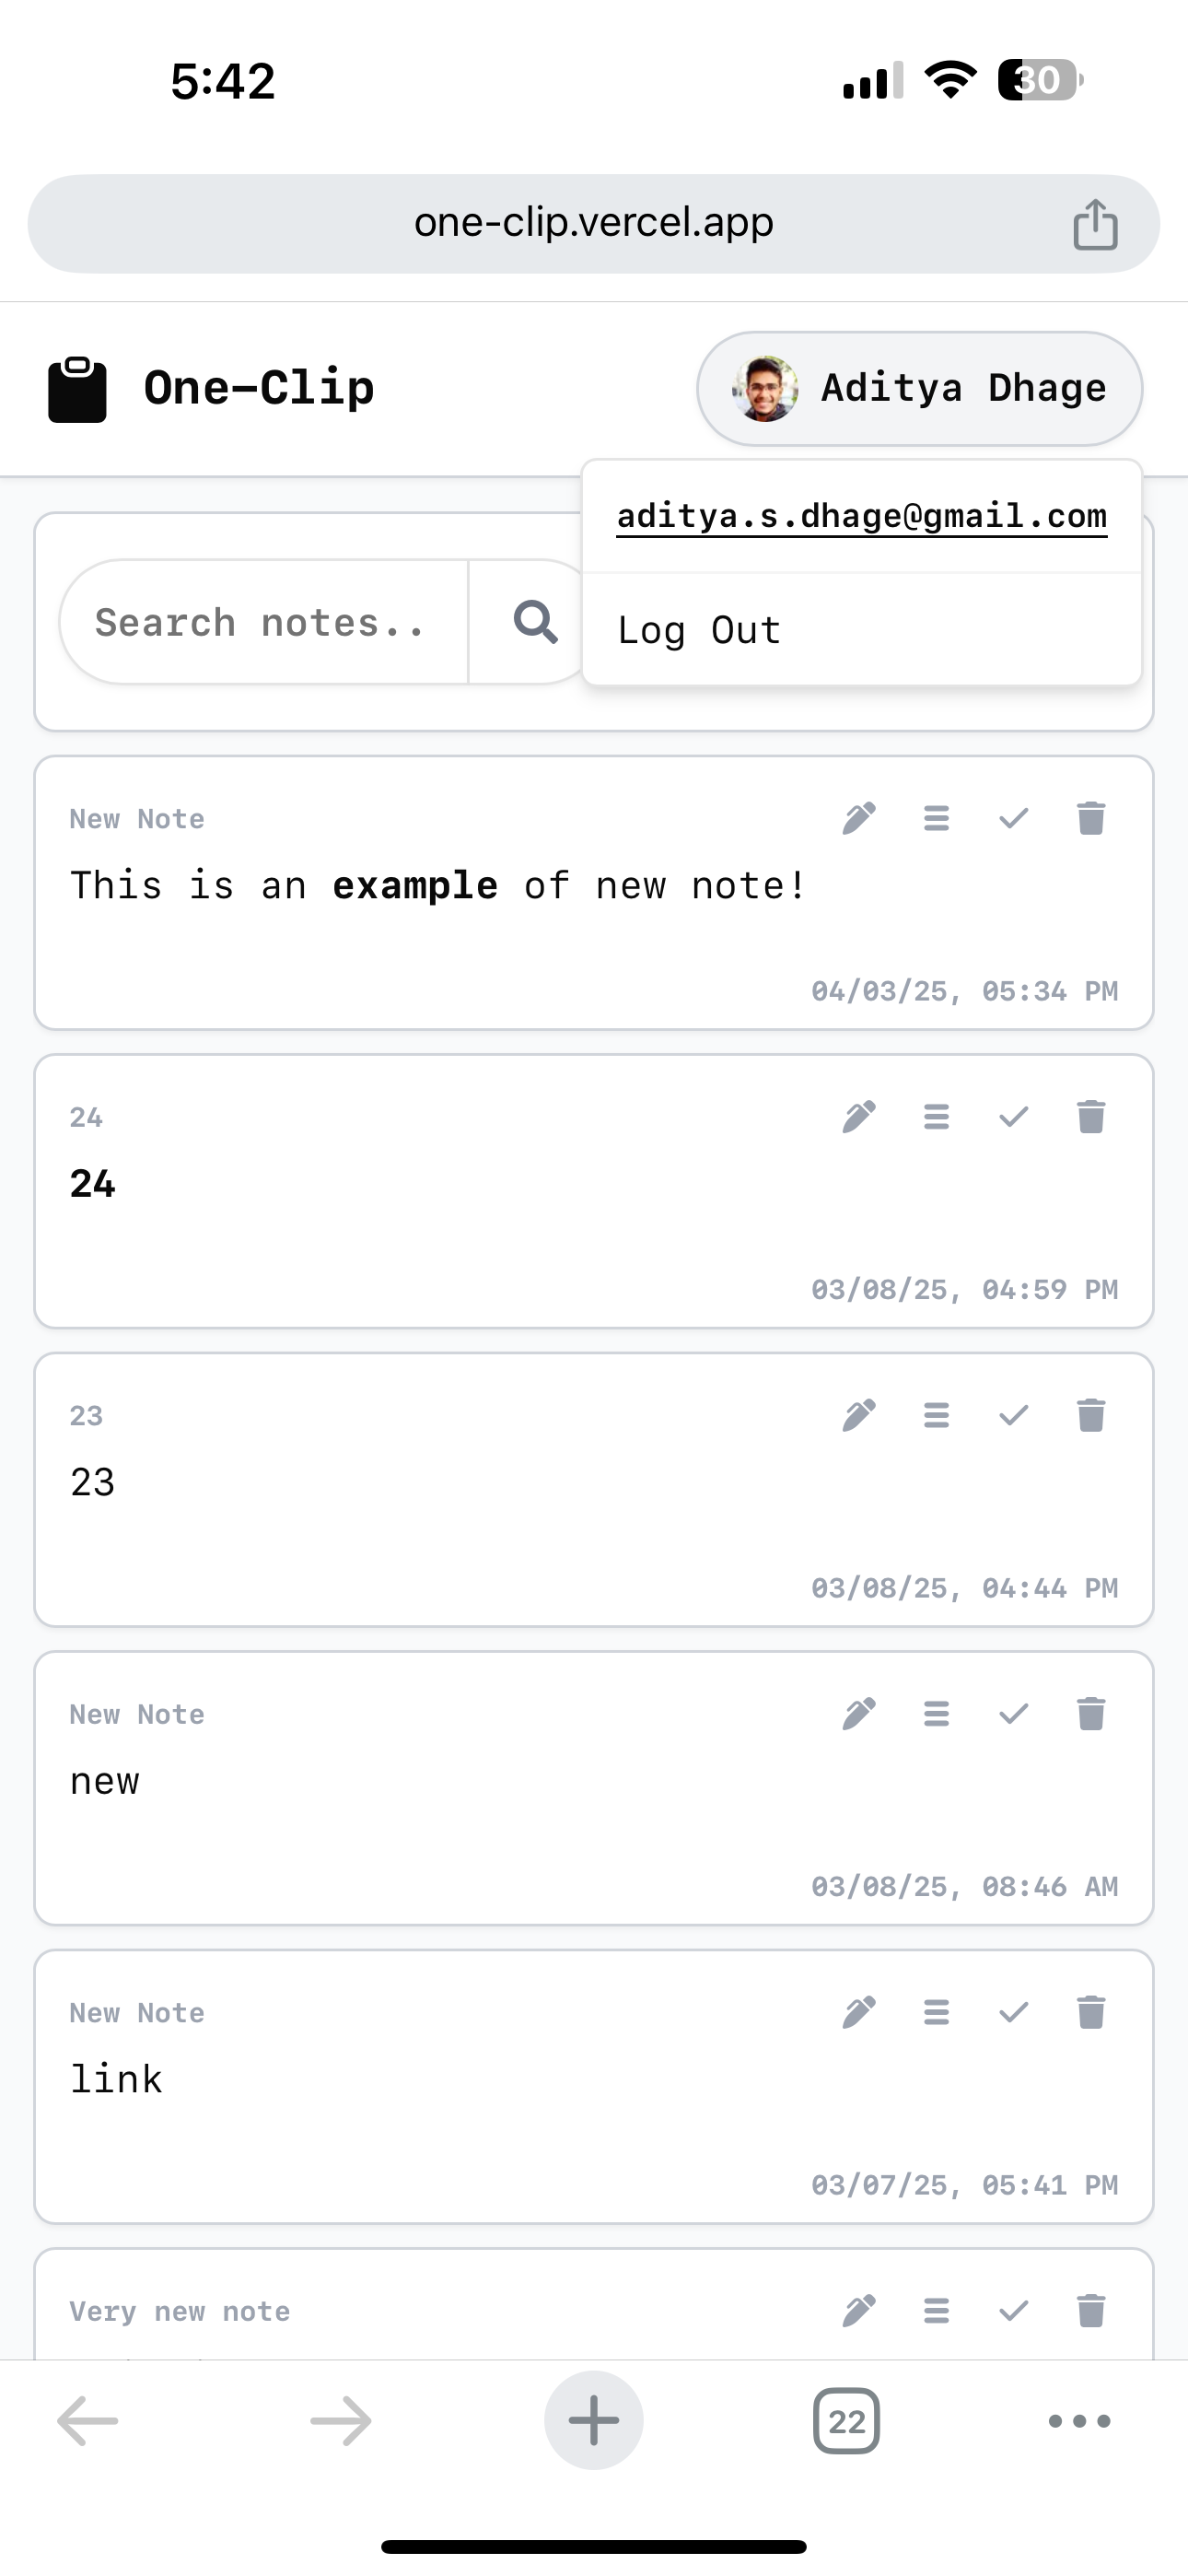 5:42
30
one-clip.vercel.app
One-Clip
Aditya Dhage
aditya.s.dhage@gmail.com
Log Out
Search notes..
New Note
This is an example of new note!
04/03/25, 05:34 PM
24
24
03/08/25, 04:59 PM
23
23
03/08/25, 04:44 PM
New Note
new
03/08/25, 08:46 AM
New Note
link
03/07/25, 05:41 PM
Very new note
22